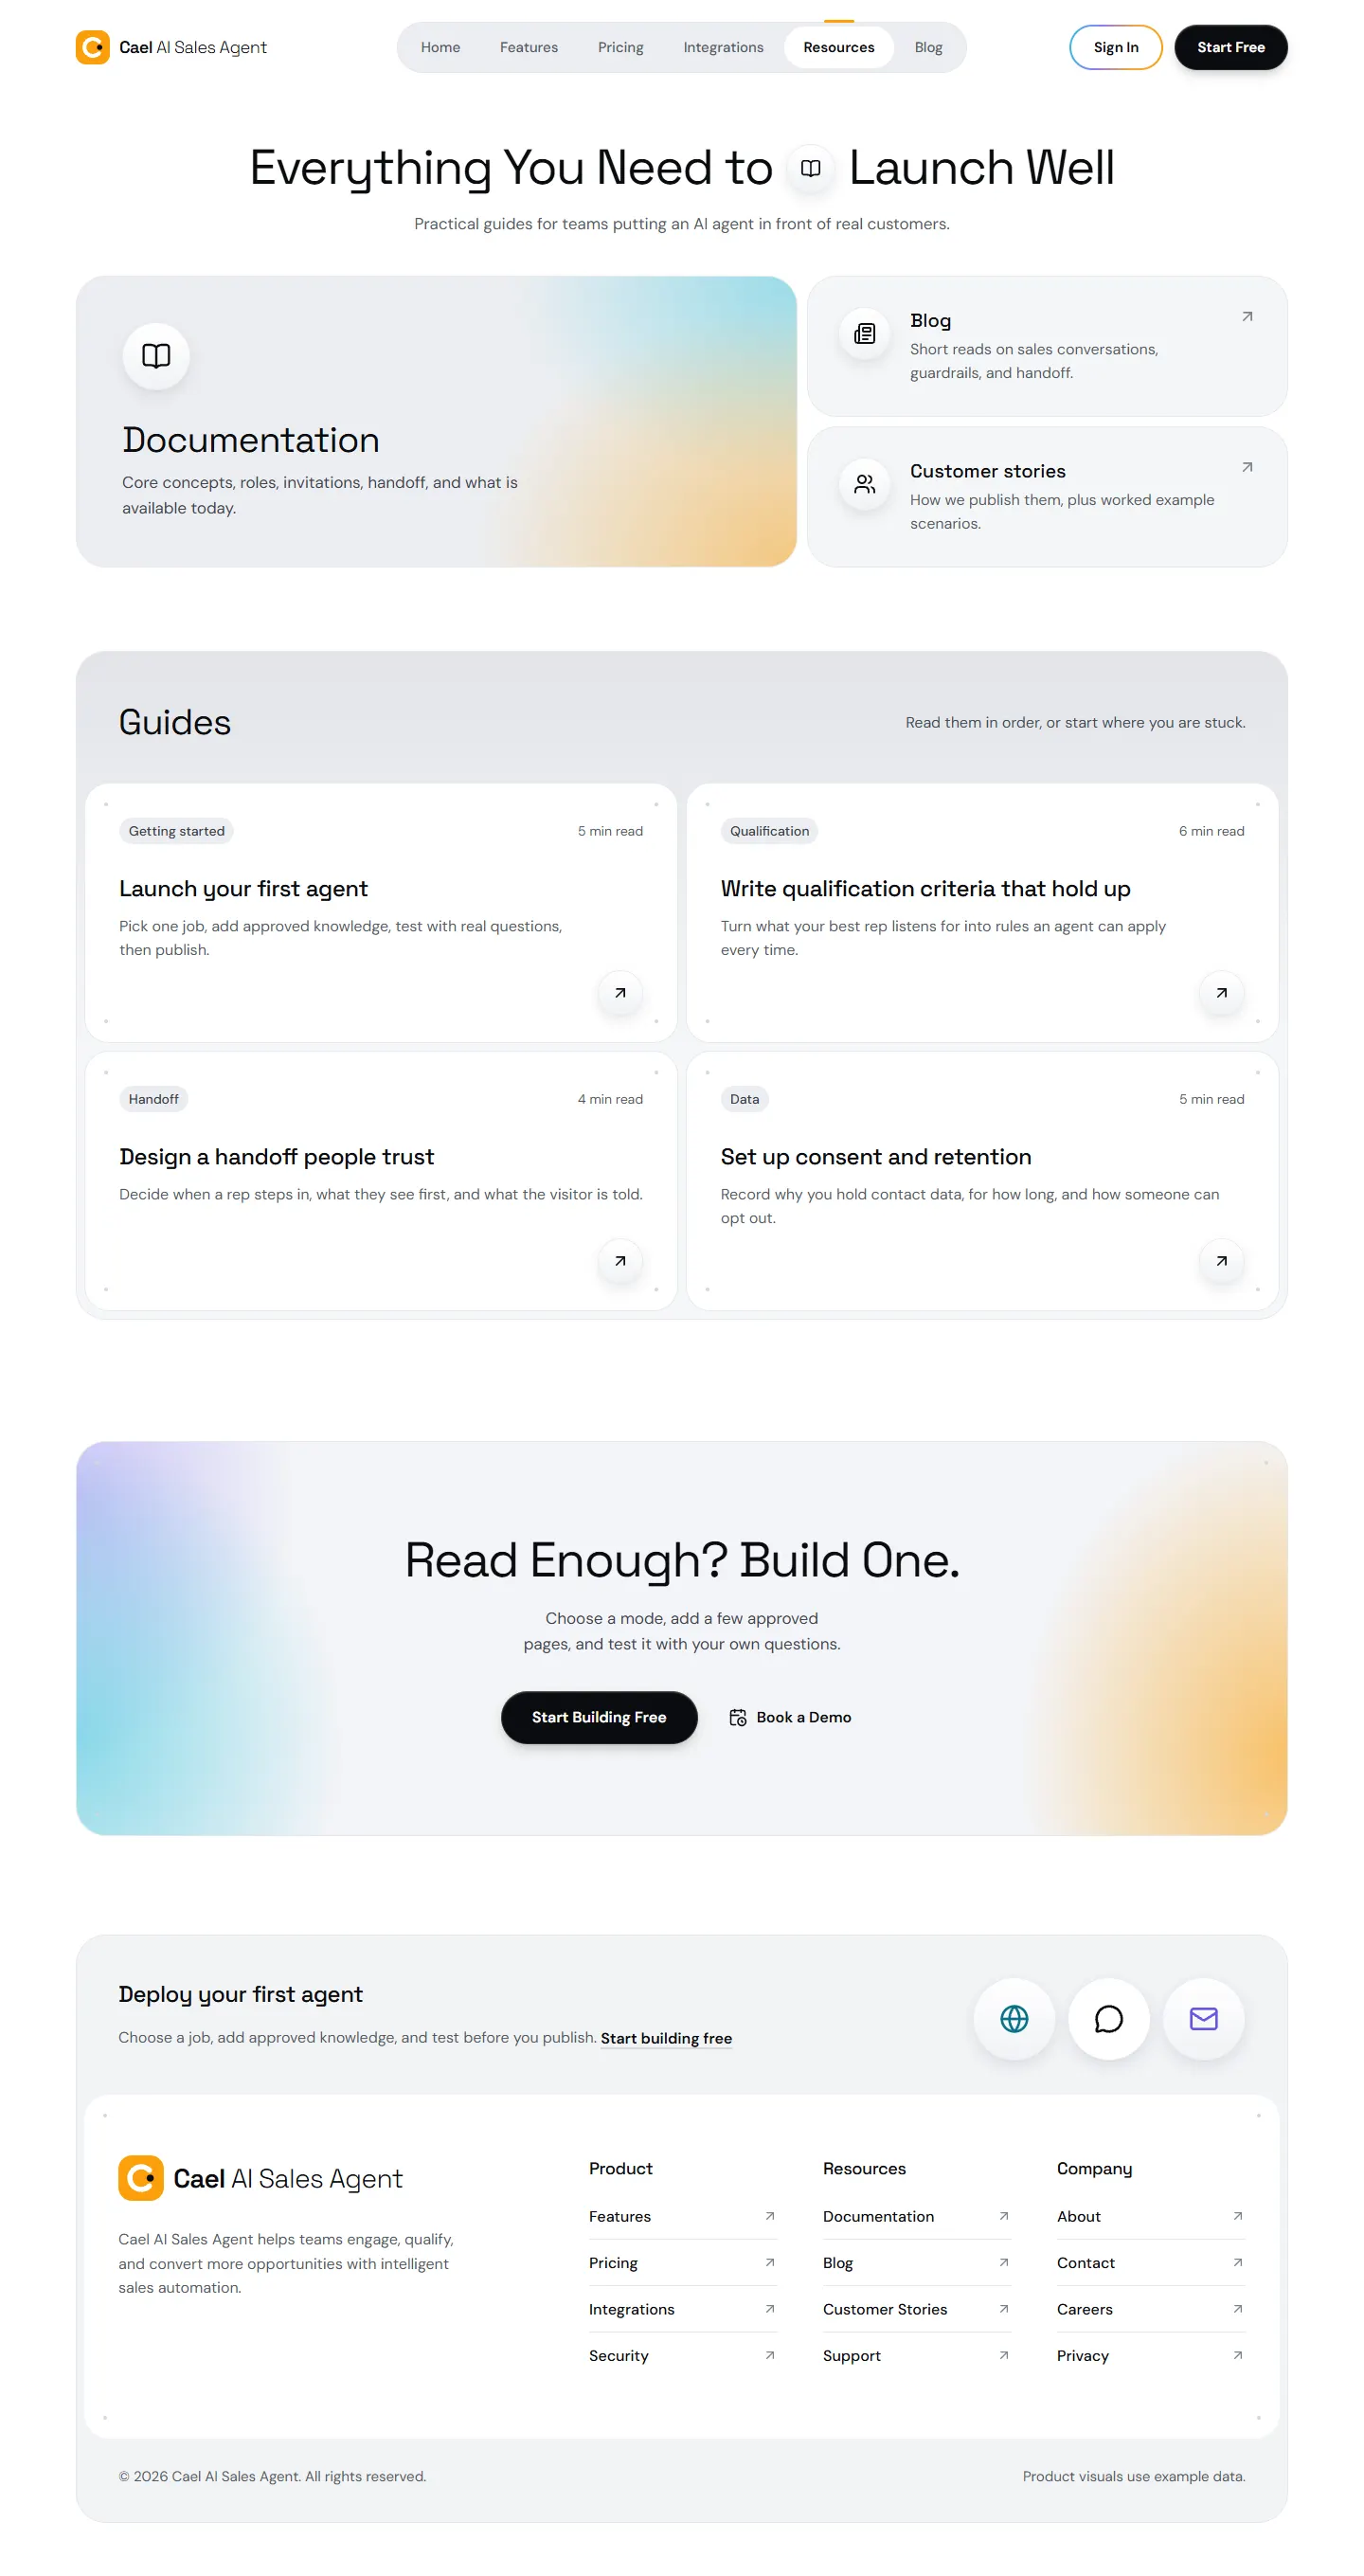 Cael AI Sales Agent
Home
Features
Pricing
Integrations
Resources
Blog
Sign In
Start Free
Everything You Need to Launch Well
Practical guides for teams putting an AI agent in front of real customers.
Documentation
Core concepts, roles, invitations, handoff, and what is
available today.
Blog
Short reads on sales conversations,
guardrails, and handoff.
Customer stories
How we publish them, plus worked example
scenarios.
Guides
Read them in order, or start where you are stuck.
Getting started
5 min read
Launch your first agent
Pick one job, add approved knowledge, test with real questions,
then publish.
Qualification
6 min read
Write qualification criteria that hold up
Turn what your best rep listens for into rules an agent can apply
every time.
Handoff
4 min read
Design a handoff people trust
Decide when a rep steps in, what they see first, and what the visitor is told.
Data
5 min read
Set up consent and retention
Record why you hold contact data, for how long, and how someone can
opt out.
Read Enough? Build One.
Choose a mode, add a few approved
pages, and test it with your own questions.
Start Building Free
Book a Demo
Deploy your first agent
Choose a job, add approved knowledge, and test before you publish. Start building free
Cael AI Sales Agent
Cael AI Sales Agent helps teams engage, qualify,
and convert more opportunities with intelligent
sales automation.
Product
Features
Pricing
Integrations
Security
Resources
Documentation
Blog
Customer Stories
Support
Company
About
Contact
Careers
Privacy
© 2026 Cael AI Sales Agent. All rights reserved.
Product visuals use example data.